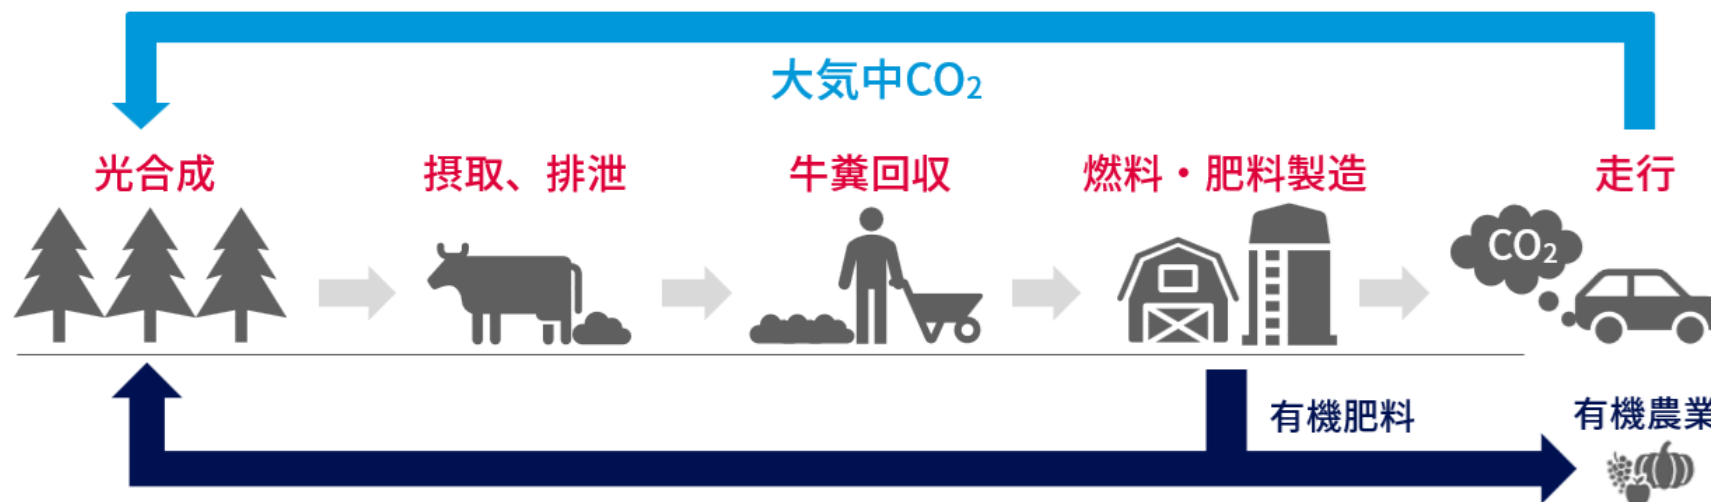 大気中CO₂
光合成
摂取、排泄
牛糞回収
燃料・肥料製造
走行
CO₂
有機肥料
有機農業